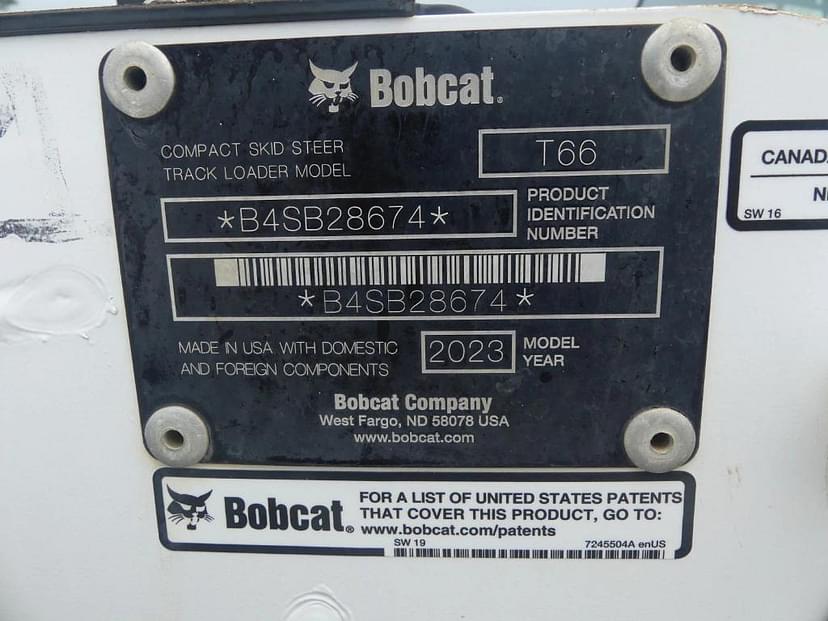 Bobcat®
COMPACT SKID STEER
TRACK LOADER MODEL
T66
*B4SB28674*
PRODUCT
IDENTIFICATION
NUMBER
*B4SB28674*
MADE IN USA WITH DOMESTIC
AND FOREIGN COMPONENTS
2023
MODEL
YEAR
Bobcat Company
West Fargo, ND 58078 USA
www.bobcat.com
CANADA
SW 16
Bobcat®
FOR A LIST OF UNITED STATES PATENTS
THAT COVER THIS PRODUCT, GO TO:
www.bobcat.com/patents
SW 19
7245504A enUS